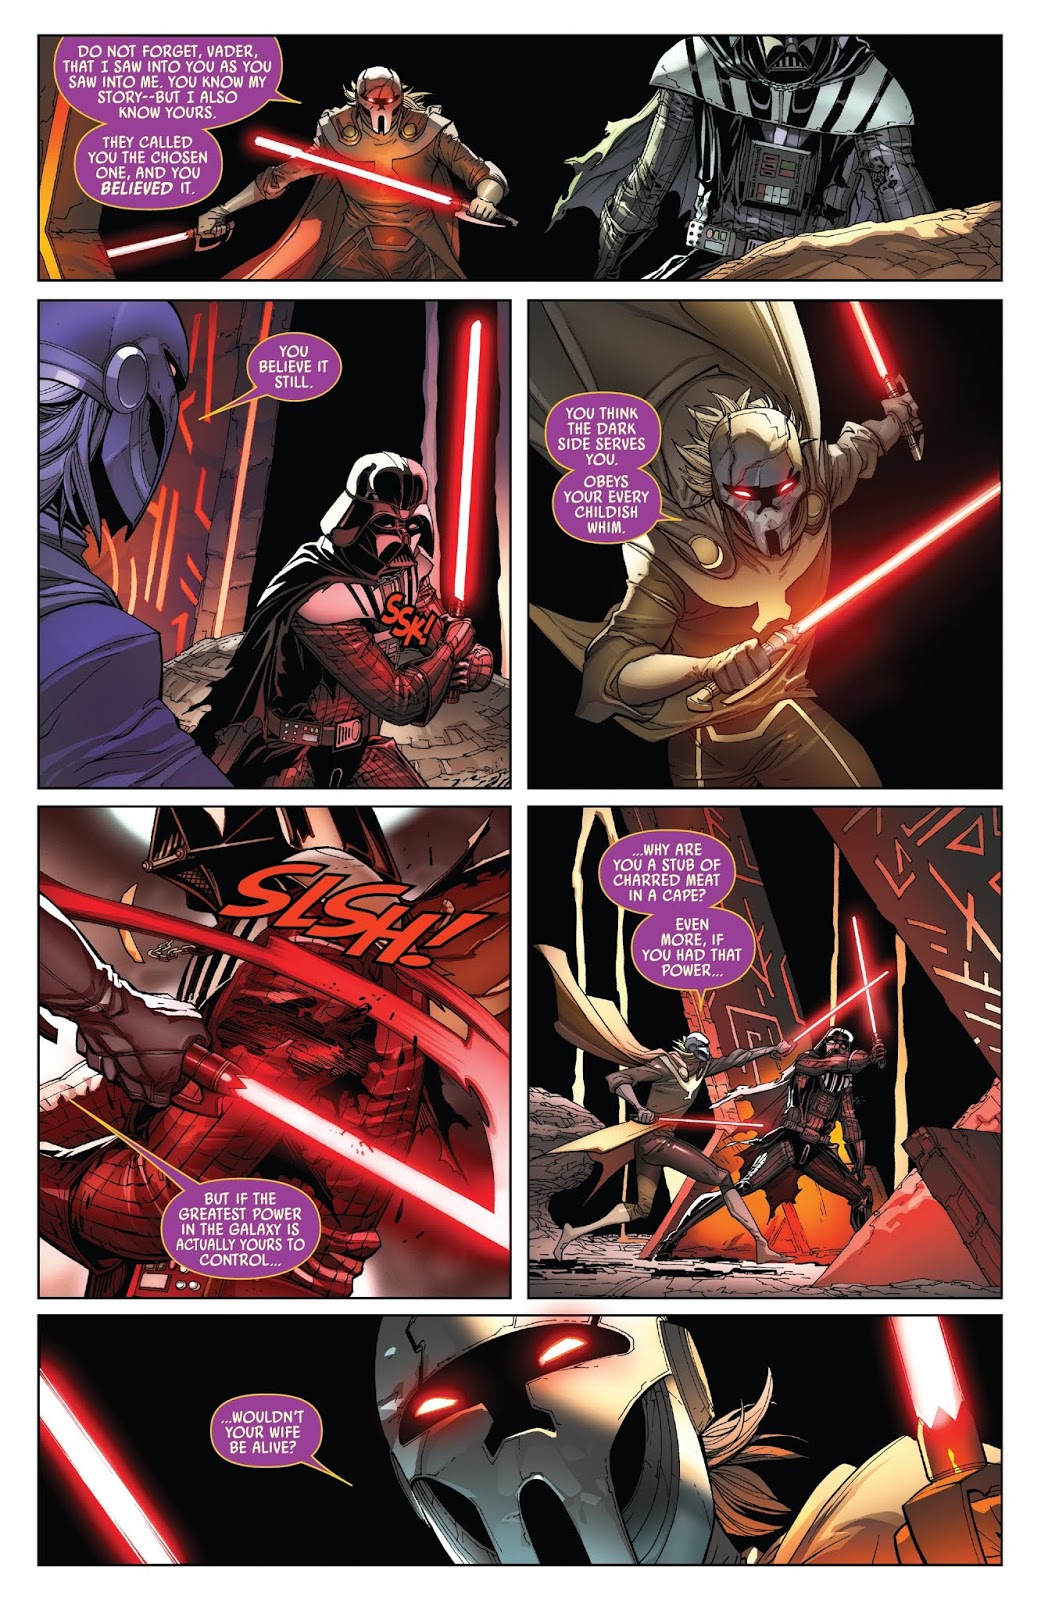 DO NOT FORGET, VADER,
THAT I SAW INTO YOU AS YOU
SAW INTO ME. YOU KNOW MY
STORY--BUT I ALSO
KNOW YOURS.
THEY CALLED
YOU THE CHOSEN
ONE, AND YOU
BELIEVED IT.
YOU
BELIEVE IT
STILL.
SSK!
YOU THINK
THE DARK
SIDE SERVES
YOU.
OBEYS
YOUR EVERY
CHILDISH
WHIM.
SLSH!
BUT IF THE
GREATEST POWER
IN THE GALAXY IS
ACTUALLY YOURS TO
CONTROL...
...WHY ARE
YOU A STUB OF
CHARRED MEAT
IN A CAPE?
EVEN
MORE, IF
YOU HAD THAT
POWER...
...WOULDN'T
YOUR WIFE
BE ALIVE?